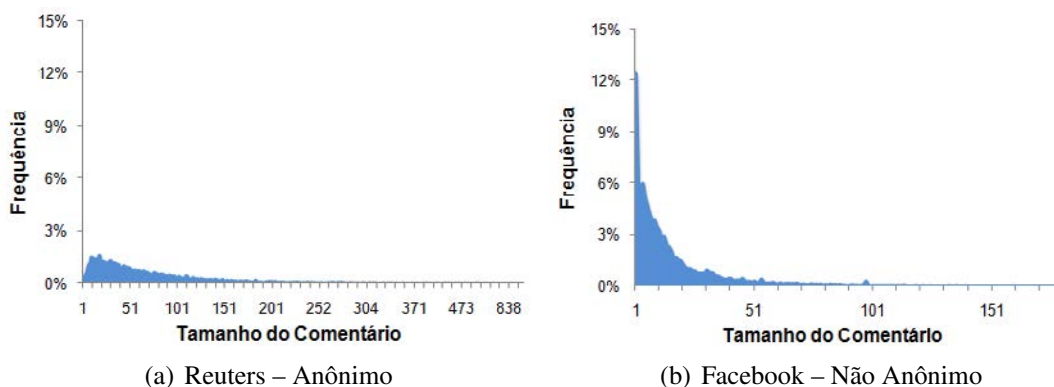 15%
12%
9%
6%
3%
0%
Frequência
1 51 101 151 201 252 304 371 473 838
Tamanho do Comentário
(a) Reuters – Anônimo
15%
12%
9%
6%
3%
0%
Frequência
1 51 101 151
Tamanho do Comentário
(b) Facebook – Não Anônimo